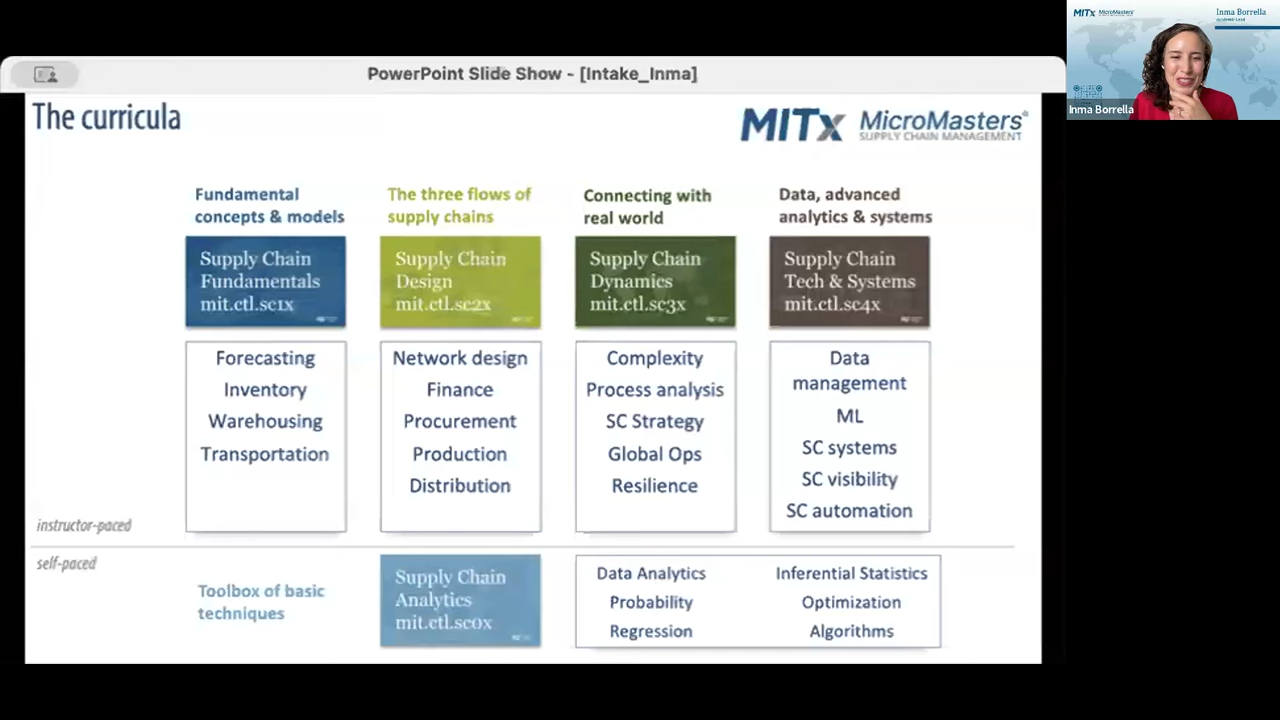 PowerPoint Slide Show - [Intake_Inma]
MITx MicroMasters
Inma Borrella
Inma Borrella
The curricula
MITx MicroMasters®
SUPPLY CHAIN MANAGEMENT
Fundamental
concepts & models
Supply Chain
Fundamentals
mit.ctl.sc1x
Forecasting
Inventory
Warehousing
Transportation
The three flows of
supply chains
Supply Chain
Design
mit.ctl.sc2x
Network design
Finance
Procurement
Production
Distribution
Connecting with
real world
Supply Chain
Dynamics
mit.ctl.sc3x
Complexity
Process analysis
SC Strategy
Global Ops
Resilience
Data, advanced
analytics & systems
Supply Chain
Tech & Systems
mit.ctl.sc4x
Data
management
ML
SC systems
SC visibility
SC automation
instructor-paced
self-paced
Toolbox of basic
techniques
Supply Chain
Analytics
mit.ctl.sc0x
Data Analytics
Probability
Regression
Inferential Statistics
Optimization
Algorithms